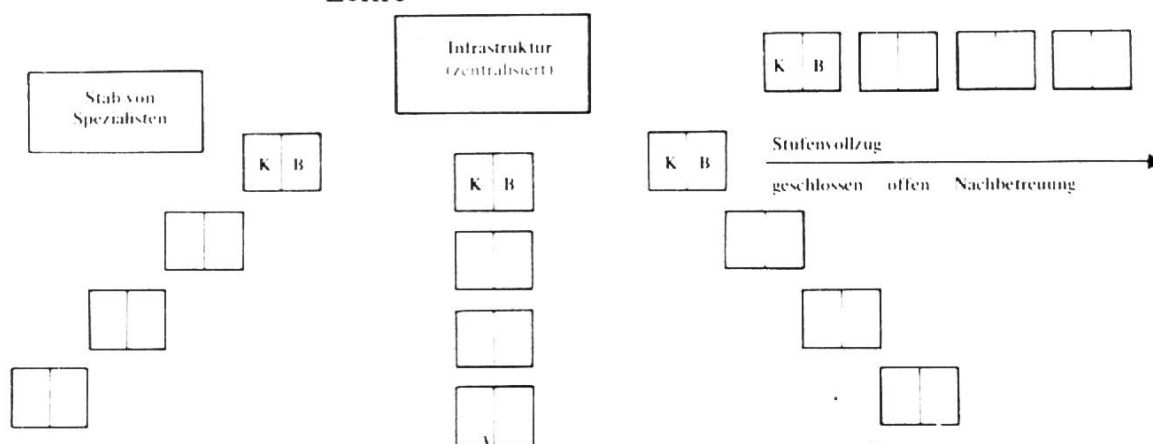 Infrastruktur
(zentralisiert)
K B
Stab von
Spezialisten
K B
K B
K B
Stufenvollzug
geschlossen offen Nachbetreuung